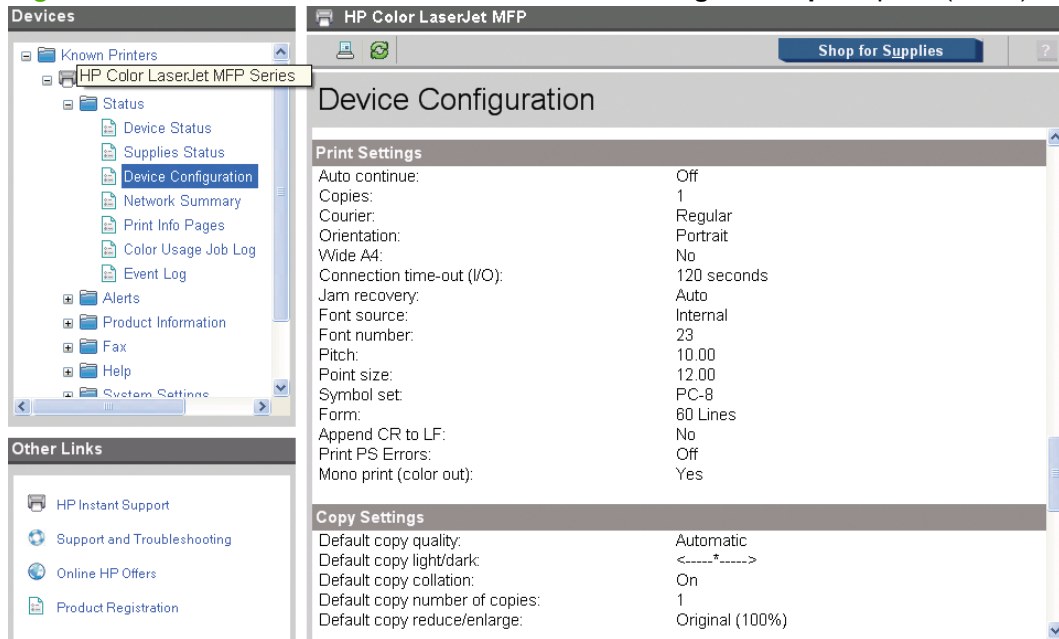 Devices
Known Printers
HP Color LaserJet MFP Series
Status
Device Status
Supplies Status
Device Configuration
Network Summary
Print Info Pages
Color Usage Job Log
Event Log
Alerts
Product Information
Fax
Help
System Settings
Other Links
HP Instant Support
Support and Troubleshooting
Online HP Offers
Product Registration
HP Color LaserJet MFP
Shop for Supplies
?
Device Configuration
Print Settings
Auto continue: Off
Copies: 1
Courier: Regular
Orientation: Portrait
Wide A4: No
Connection time-out (I/O): 120 seconds
Jam recovery: Auto
Font source: Internal
Font number: 23
Pitch: 10.00
Point size: 12.00
Symbol set: PC-8
Form: 60 Lines
Append CR to LF: No
Print PS Errors: Off
Mono print (color out): Yes
Copy Settings
Default copy quality: Automatic
Default copy light/dark: <-----*----->
Default copy collation: On
Default copy number of copies: 1
Default copy reduce/enlarge: Original (100%)